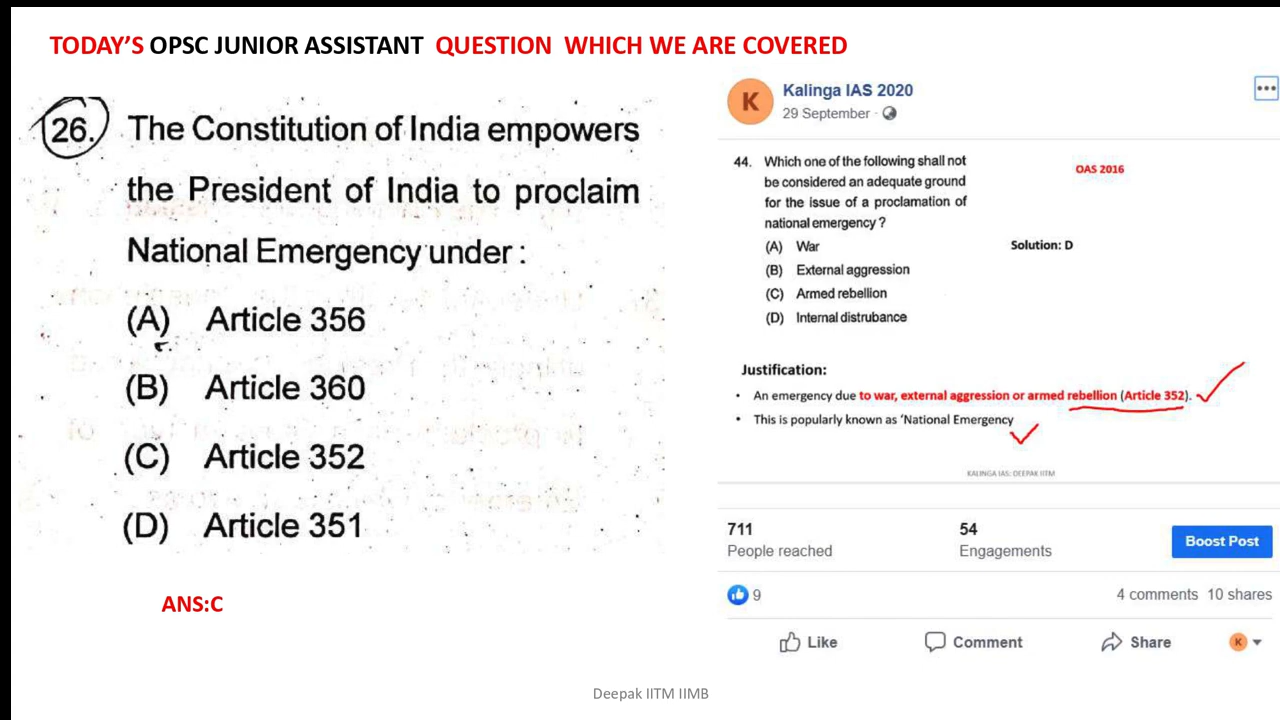 TODAY'S OPSC JUNIOR ASSISTANT QUESTION WHICH WE ARE COVERED
26. The Constitution of India empowers
the President of India to proclaim
National Emergency under :
(A) Article 356
(B) Article 360
(C) Article 352
(D) Article 351
ANS:C
K
Kalinga IAS 2020
29 September ·
44. Which one of the following shall not
be considered an adequate ground
for the issue of a proclamation of
national emergency ?
(A) War
(B) External aggression
(C) Armed rebellion
(D) Internal distrubance
OAS 2016
Solution: D
Justification:
• An emergency due to war, external aggression or armed rebellion (Article 352).
• This is popularly known as 'National Emergency
KALINGA IAS: DEEPAK IITM
711
People reached
54
Engagements
Boost Post
9
4 comments 10 shares
Like
Comment
Share
K
Deepak IITM IIMB